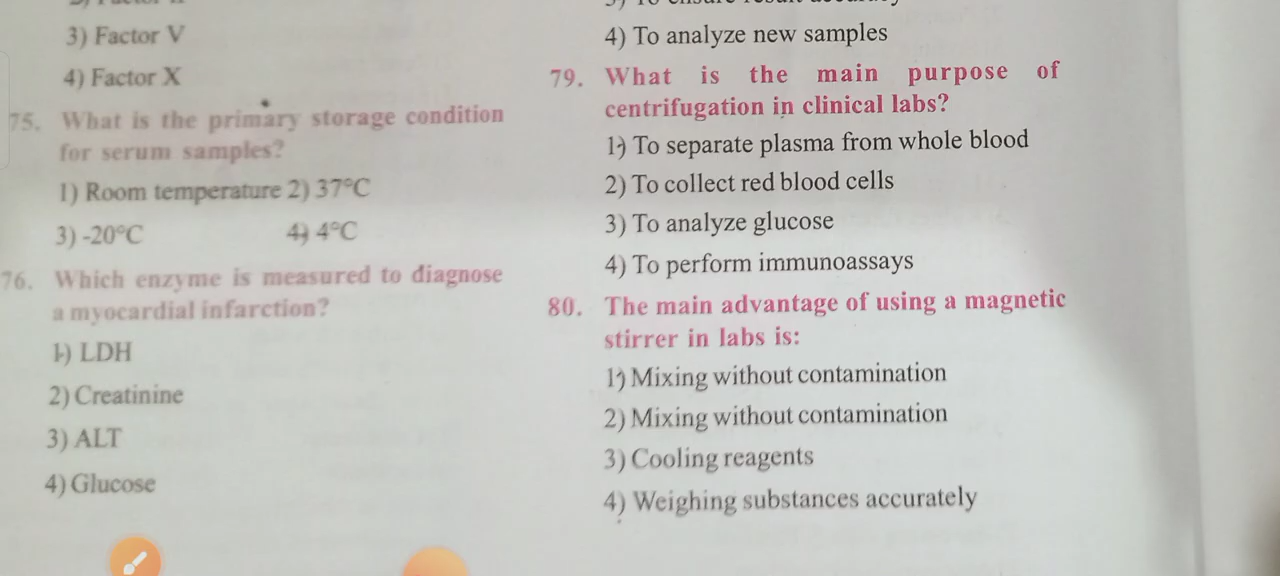 3) Factor V
4) Factor X
75. What is the primary storage condition
for serum samples?
1) Room temperature 2) 37°C
3) -20°C 4) 4°C
76. Which enzyme is measured to diagnose
a myocardial infarction?
1) LDH
2) Creatinine
3) ALT
4) Glucose
4) To analyze new samples
79. What is the main purpose of
centrifugation in clinical labs?
1) To separate plasma from whole blood
2) To collect red blood cells
3) To analyze glucose
4) To perform immunoassays
80. The main advantage of using a magnetic
stirrer in labs is:
1) Mixing without contamination
2) Mixing without contamination
3) Cooling reagents
4) Weighing substances accurately